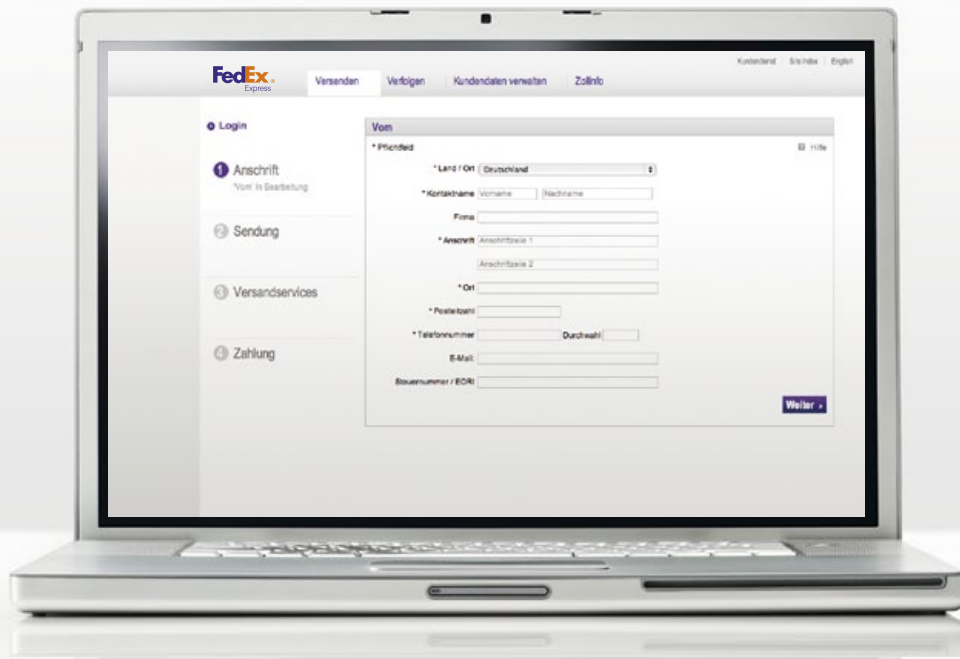 Kundendienst Site Index English
FedEx®
Express
Versenden Verfolgen Kundendaten verwalten Zollinfo
Login
1 Anschrift
'Vom' In Bearbeitung
2 Sendung
3 Versandservices
4 Zahlung
Vom
* Pflichtfeld
Hilfe
* Land / Ort Deutschland
* Kontaktname Vorname Nachname
Firma
* Anschrift Anschriftzeile 1
Anschriftzeile 2
* Ort
* Postleitzahl
* Telefonnummer Durchwahl
E-Mail:
Steuernummer / EORI
Weiter ›